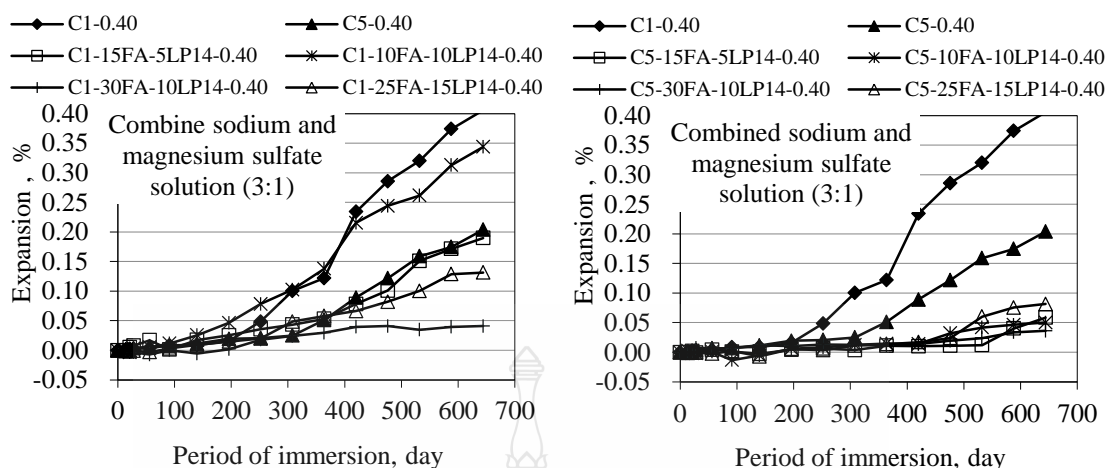 C1-0.40 C5-0.40
C1-15FA-5LP14-0.40 C1-10FA-10LP14-0.40
C1-30FA-10LP14-0.40 C1-25FA-15LP14-0.40
Combine sodium and
magnesium sulfate
solution (3:1)
Expansion , %
0.40
0.35
0.30
0.25
0.20
0.15
0.10
0.05
0.00
-0.05
0 100 200 300 400 500 600 700
Period of immersion, day
C1-0.40 C5-0.40
C5-15FA-5LP14-0.40 C5-10FA-10LP14-0.40
C5-30FA-10LP14-0.40 C5-25FA-15LP14-0.40
Combined sodium and
magnesium sulfate
solution (3:1)
Expansion , %
0.40
0.35
0.30
0.25
0.20
0.15
0.10
0.05
0.00
-0.05
0 100 200 300 400 500 600 700
Period of immersion, day